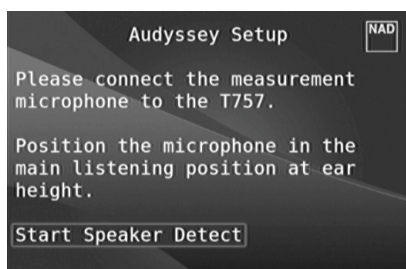 Audyssey Setup
NAD
Please connect the measurement
microphone to the T757.
Position the microphone in the
main listening position at ear
height.
Start Speaker Detect